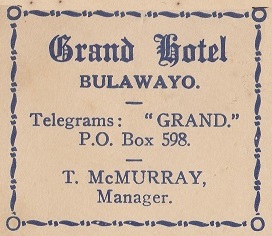 Grand Hotel
BULAWAYO.
Telegrams: "GRAND."
P.O. Box 598.
T. McMURRAY,
Manager.